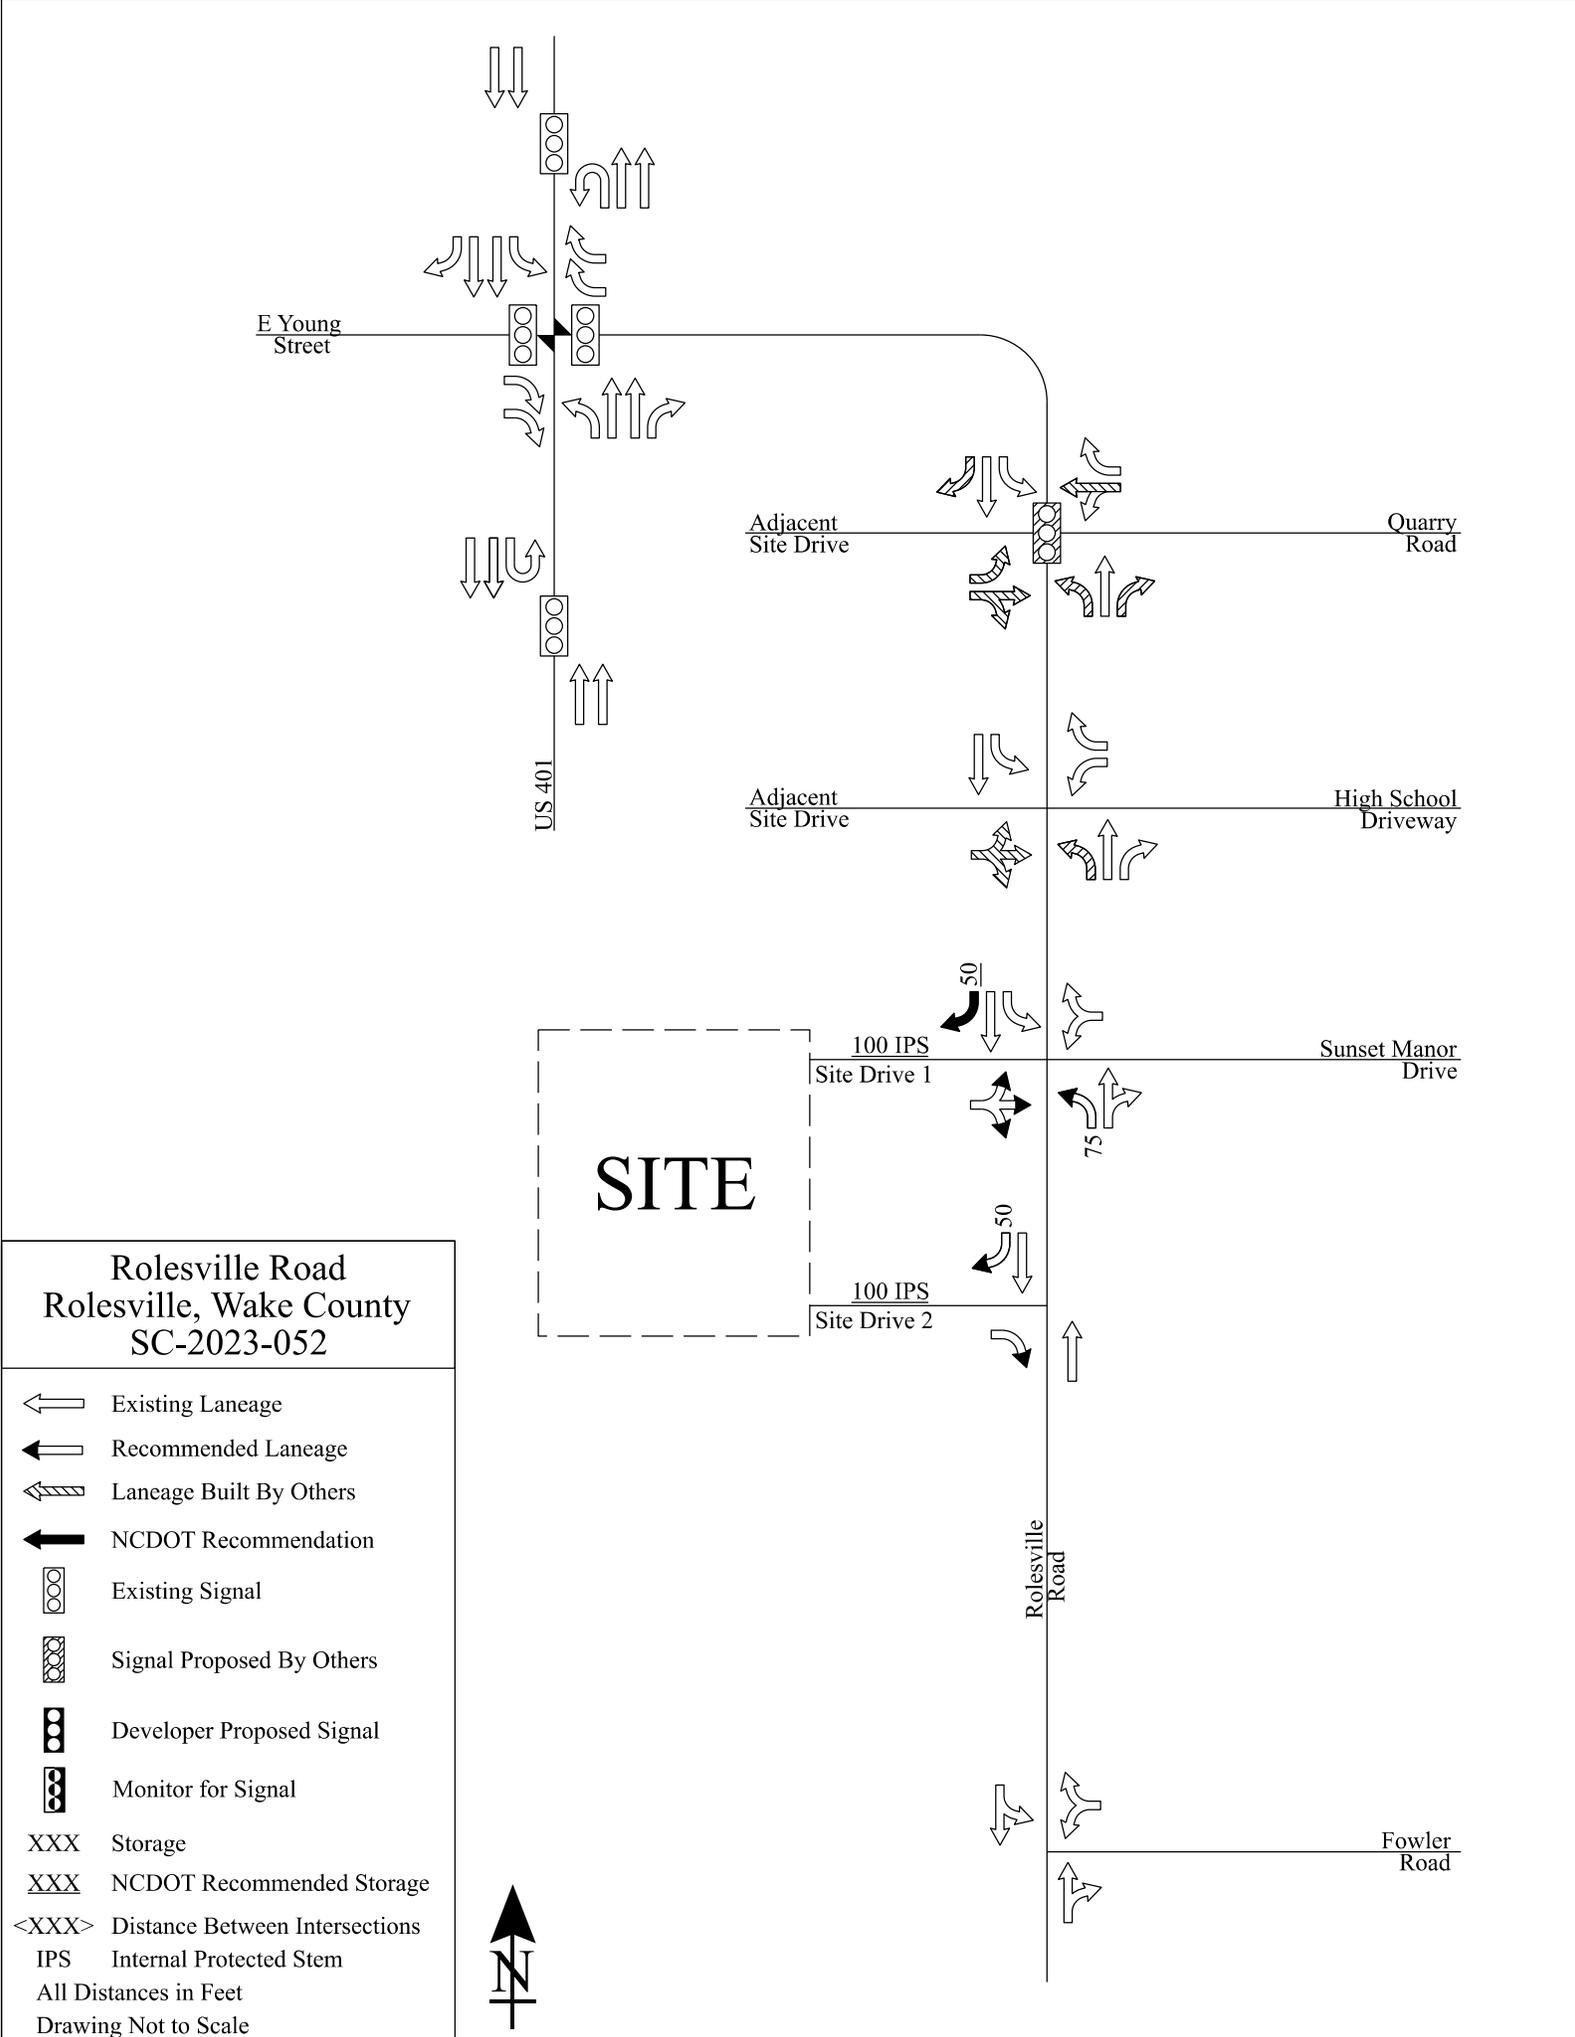 E Young
Street
Adjacent
Site Drive
Quarry
Road
US 401
Adjacent
Site Drive
High School
Driveway
50
100 IPS
Site Drive 1
Sunset Manor
Drive
75
SITE
50
100 IPS
Site Drive 2
Rolesville Road
Rolesville, Wake County
SC-2023-052
Existing Laneage
Recommended Laneage
Laneage Built By Others
NCDOT Recommendation
Existing Signal
Signal Proposed By Others
Developer Proposed Signal
Monitor for Signal
XXX Storage
XXX NCDOT Recommended Storage
<XXX> Distance Between Intersections
IPS Internal Protected Stem
All Distances in Feet
Drawing Not to Scale
N
Rolesville
Road
Fowler
Road